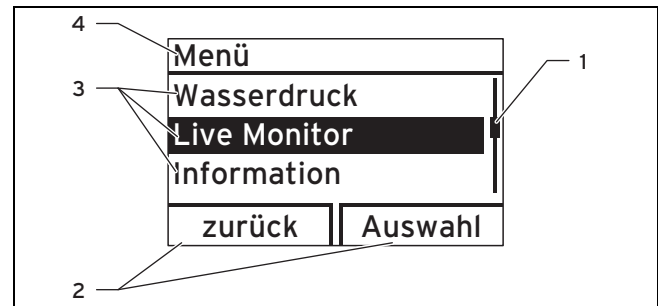 4
Menü
1
3
Wasserdruck
Live Monitor
Information
zurück Auswahl
2